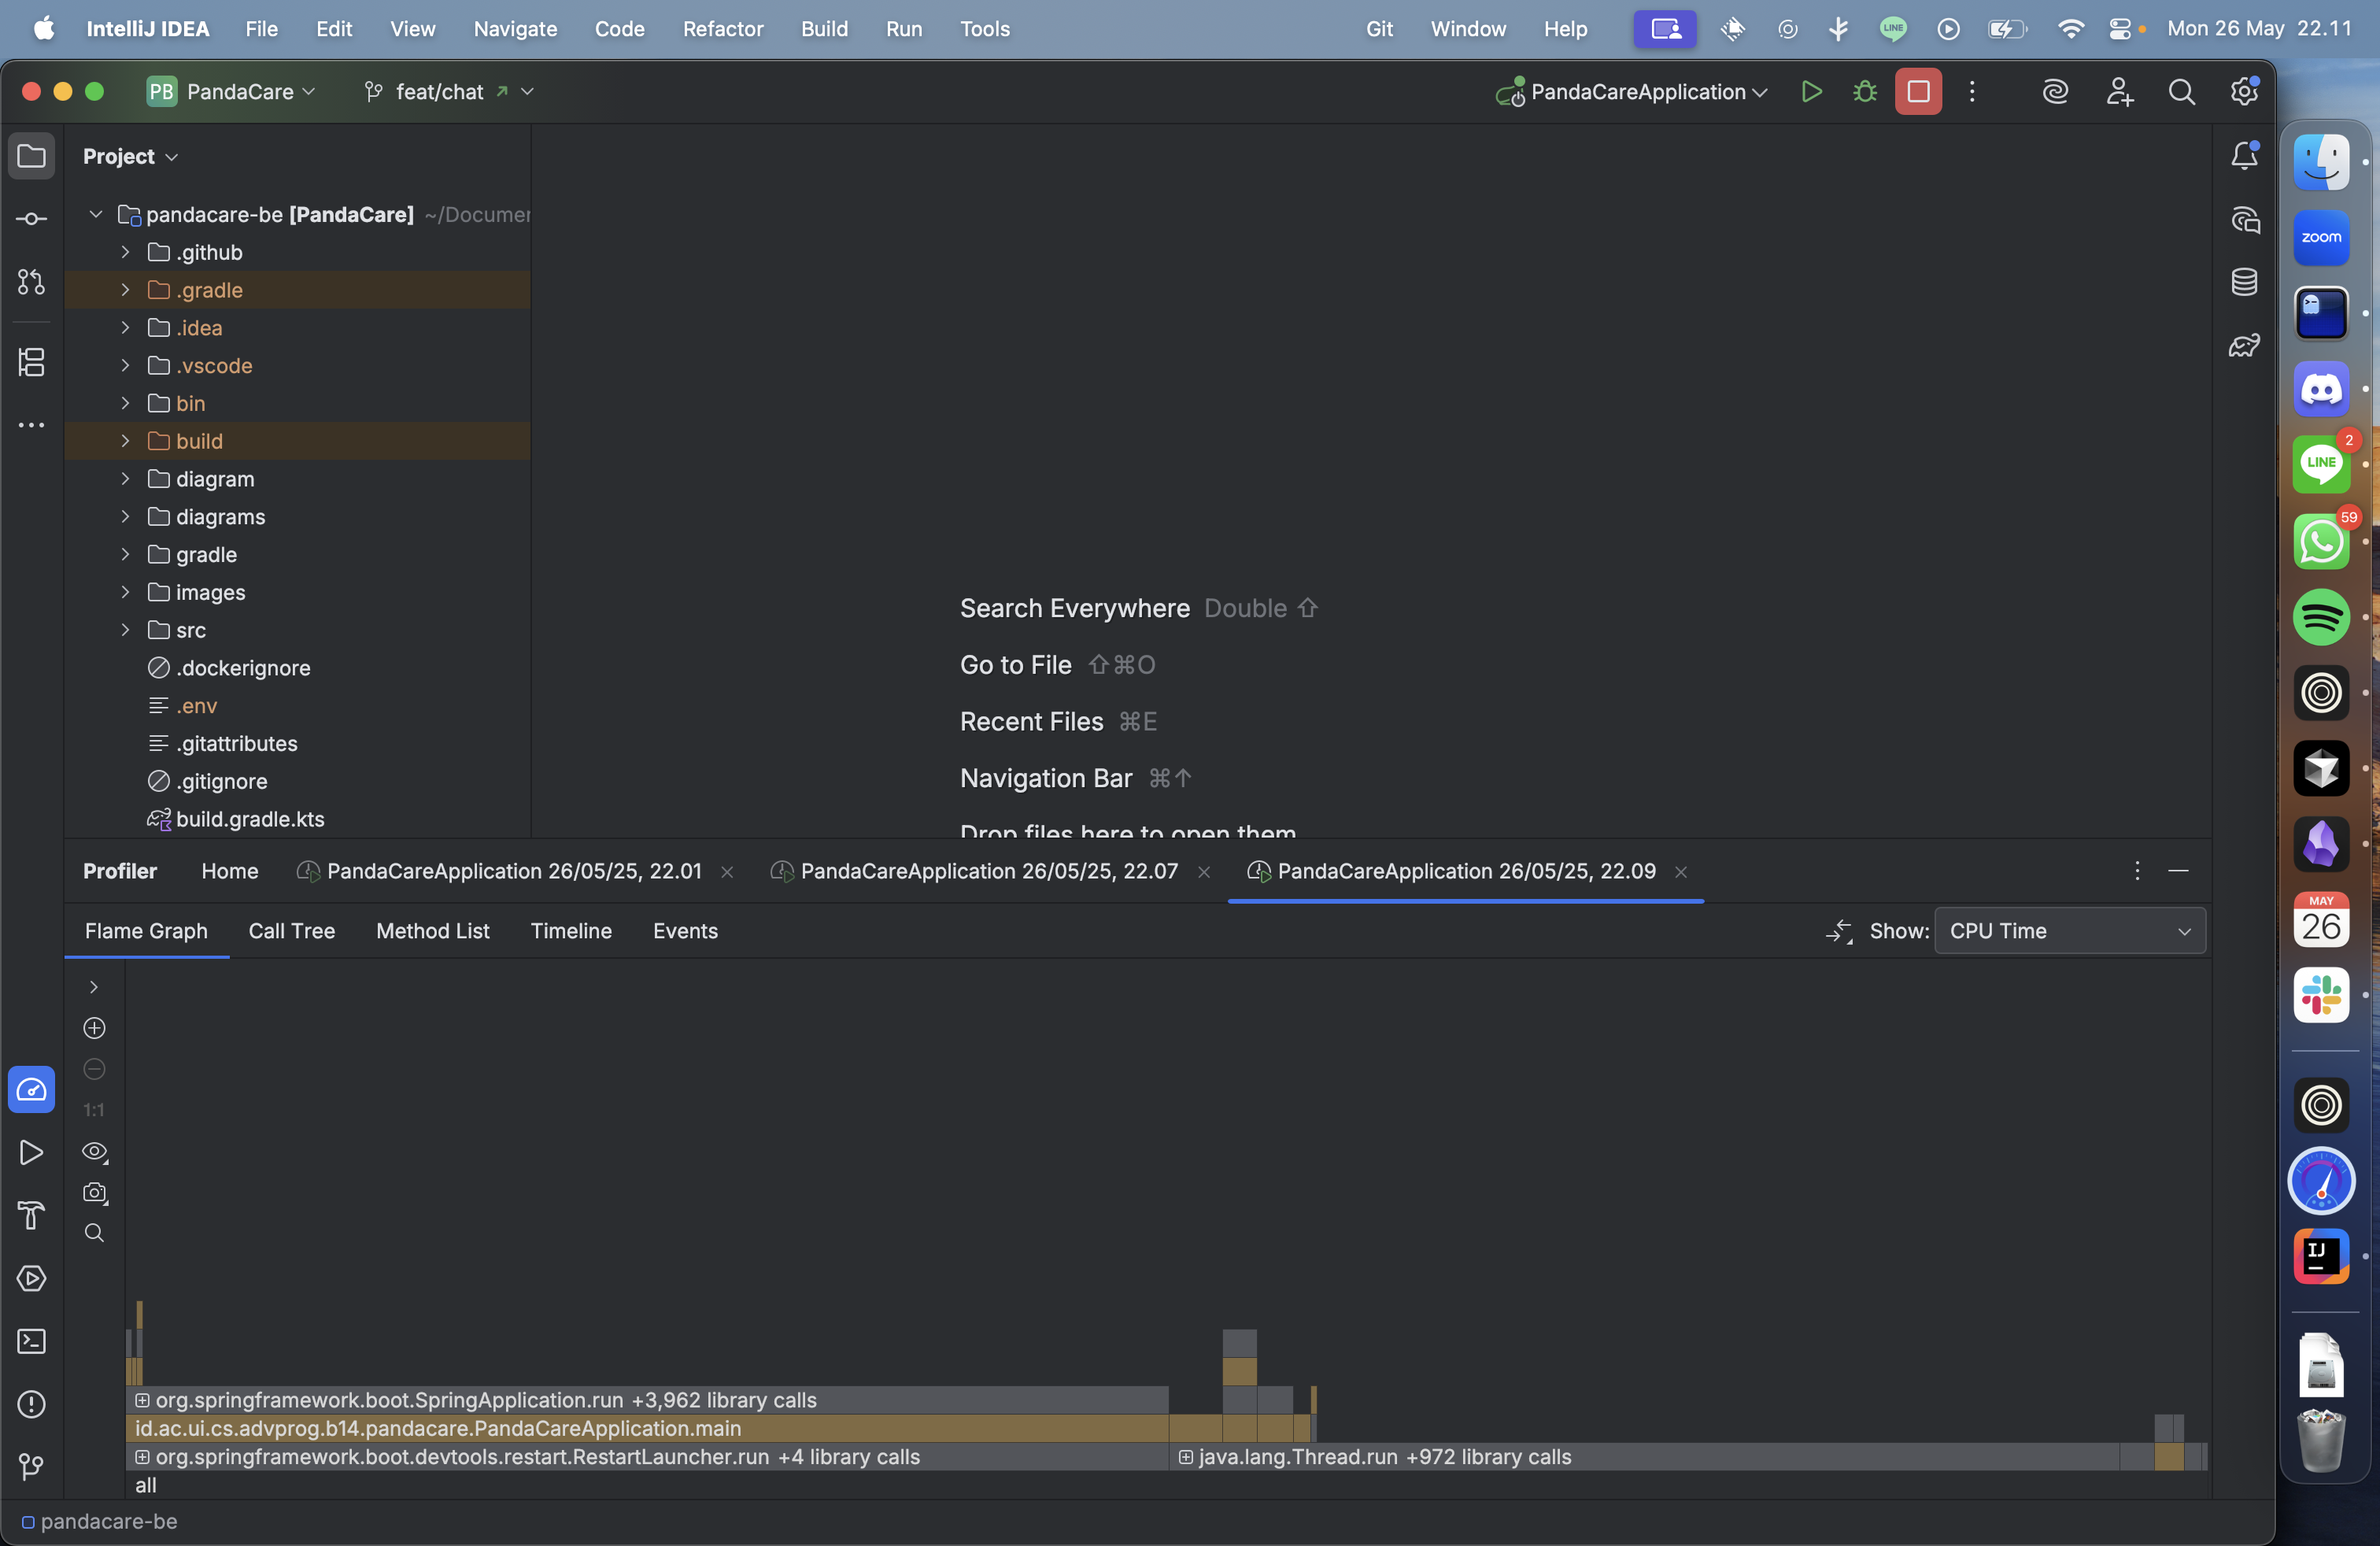 IntelliJ IDEA File Edit View Navigate Code Refactor Build Run Tools Git Window Help LINE Mon 26 May 22.11
PB PandaCare feat/chat PandaCareApplication
Project
pandacare-be [PandaCare] ~/Documen
.github
.gradle
.idea
.vscode
bin
build
diagram
diagrams
gradle
images
src
.dockerignore
.env
.gitattributes
.gitignore
build.gradle.kts
Search Everywhere Double ⇧
Go to File ⇧⌘O
Recent Files ⌘E
Navigation Bar ⌘↑
Drop files here to open them
Profiler Home PandaCareApplication 26/05/25, 22.01 PandaCareApplication 26/05/25, 22.07 PandaCareApplication 26/05/25, 22.09
Flame Graph Call Tree Method List Timeline Events Show: CPU Time
1:1
org.springframework.boot.SpringApplication.run +3,962 library calls
id.ac.ui.cs.advprog.b14.pandacare.PandaCareApplication.main
org.springframework.boot.devtools.restart.RestartLauncher.run +4 library calls java.lang.Thread.run +972 library calls
all
pandacare-be
zoom
2
LINE
59
MAY
26
IJ